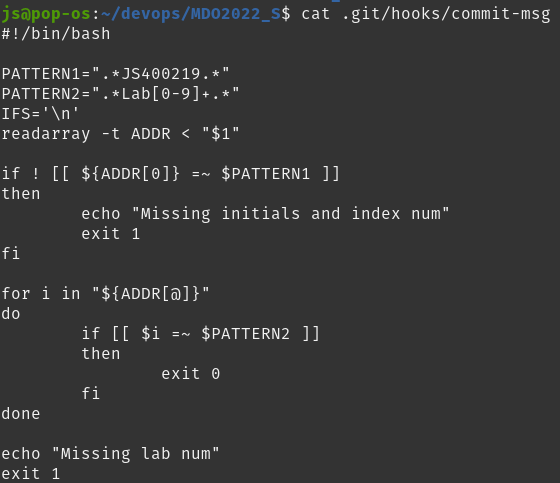 js@pop-os:~/devops/MDO2022_S$ cat .git/hooks/commit-msg
#!/bin/bash

PATTERN1=".*JS400219.*"
PATTERN2=".*Lab[0-9]+.*"
IFS='\n'
readarray -t ADDR < "$1"

if ! [[ ${ADDR[0]} =~ $PATTERN1 ]]
then
        echo "Missing initials and index num"
        exit 1
fi

for i in "${ADDR[@]}"
do
        if [[ $i =~ $PATTERN2 ]]
        then
                exit 0
        fi
done

echo "Missing lab num"
exit 1